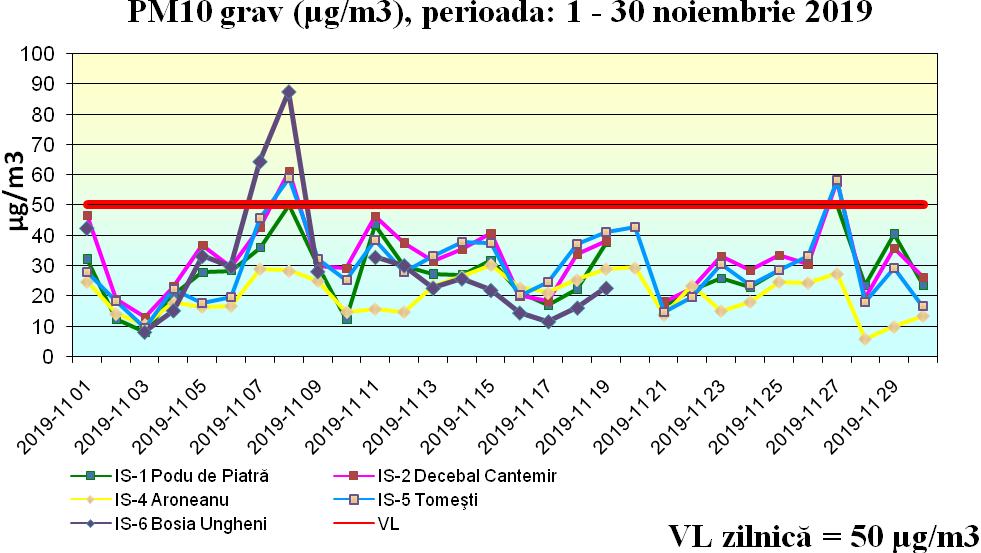 PM10 grav (µg/m3), perioada: 1 - 30 noiembrie 2019
µg/m3
100
90
80
70
60
50
40
30
20
10
0
2019-11 01
2019-11 03
2019-11 05
2019-11 07
2019-11 09
2019-11 11
2019-11 13
2019-11 15
2019-11 17
2019-11 19
2019-11 21
2019-11 23
2019-11 25
2019-11 27
2019-11 29
IS-1 Podu de Piatră
IS-2 Decebal Cantemir
IS-4 Aroneanu
IS-5 Tomeşti
IS-6 Bosia Ungheni
VL
VL zilnică = 50 µg/m3